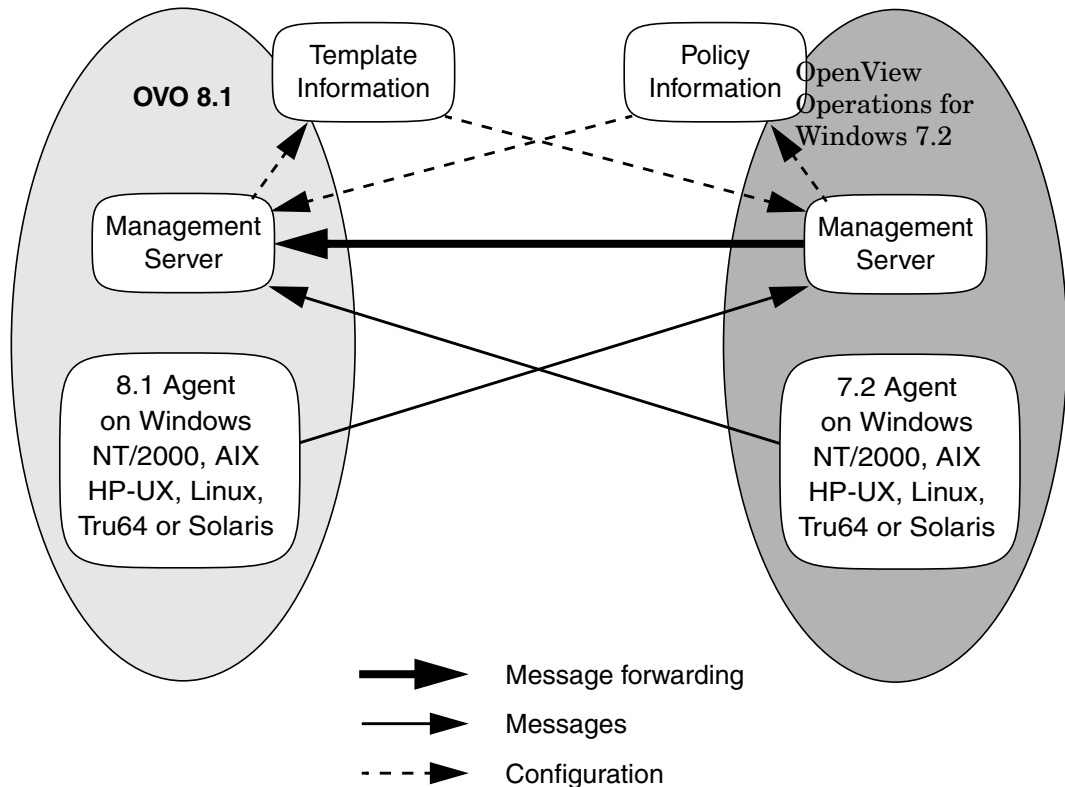 Template
Information
Policy
Information
OVO 8.1
OpenView
Operations for
Windows 7.2
Management
Server
Management
Server
8.1 Agent
on Windows
NT/2000, AIX
HP-UX, Linux,
Tru64 or Solaris
7.2 Agent
on Windows
NT/2000, AIX
HP-UX, Linux,
Tru64 or Solaris
Message forwarding
Messages
Configuration